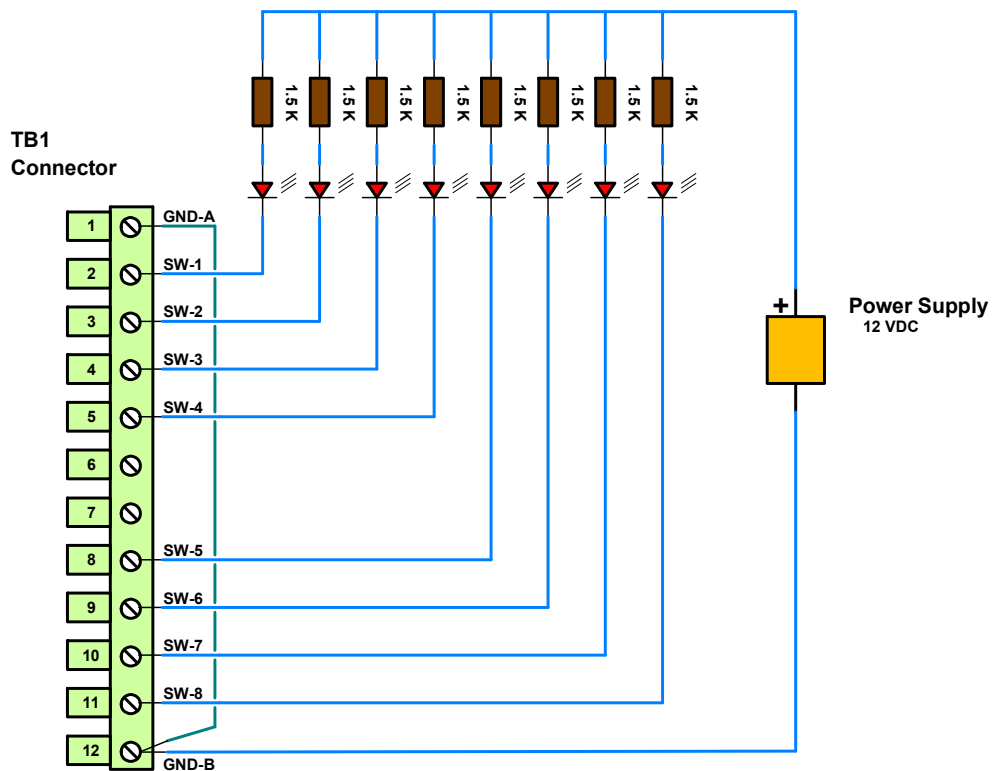 1.5 K
1.5 K
1.5 K
1.5 K
1.5 K
1.5 K
1.5 K
1.5 K
TB1
Connector
1
GND-A
2
SW-1
3
SW-2
+
Power Supply
12 VDC
4
SW-3
5
SW-4
6
7
8
SW-5
9
SW-6
10
SW-7
11
SW-8
12
GND-B